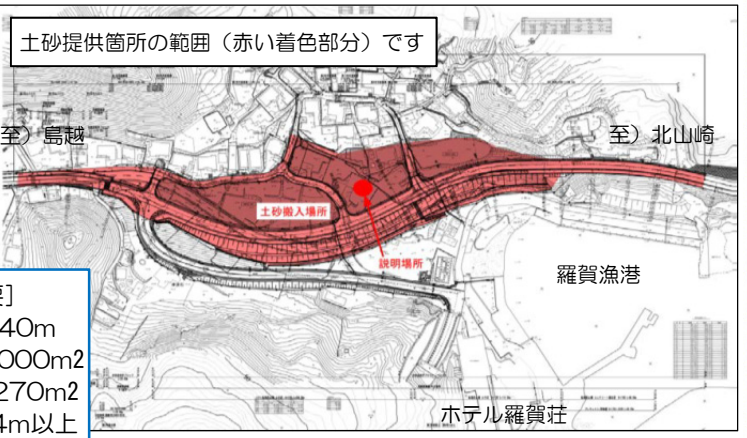 土砂提供箇所の範囲（赤い着色部分）です
至）島越
至）北山崎
土砂搬入場所
説明場所
羅賀漁港
]
40m
000m2
270m2
4m以上
ホテル羅賀荘